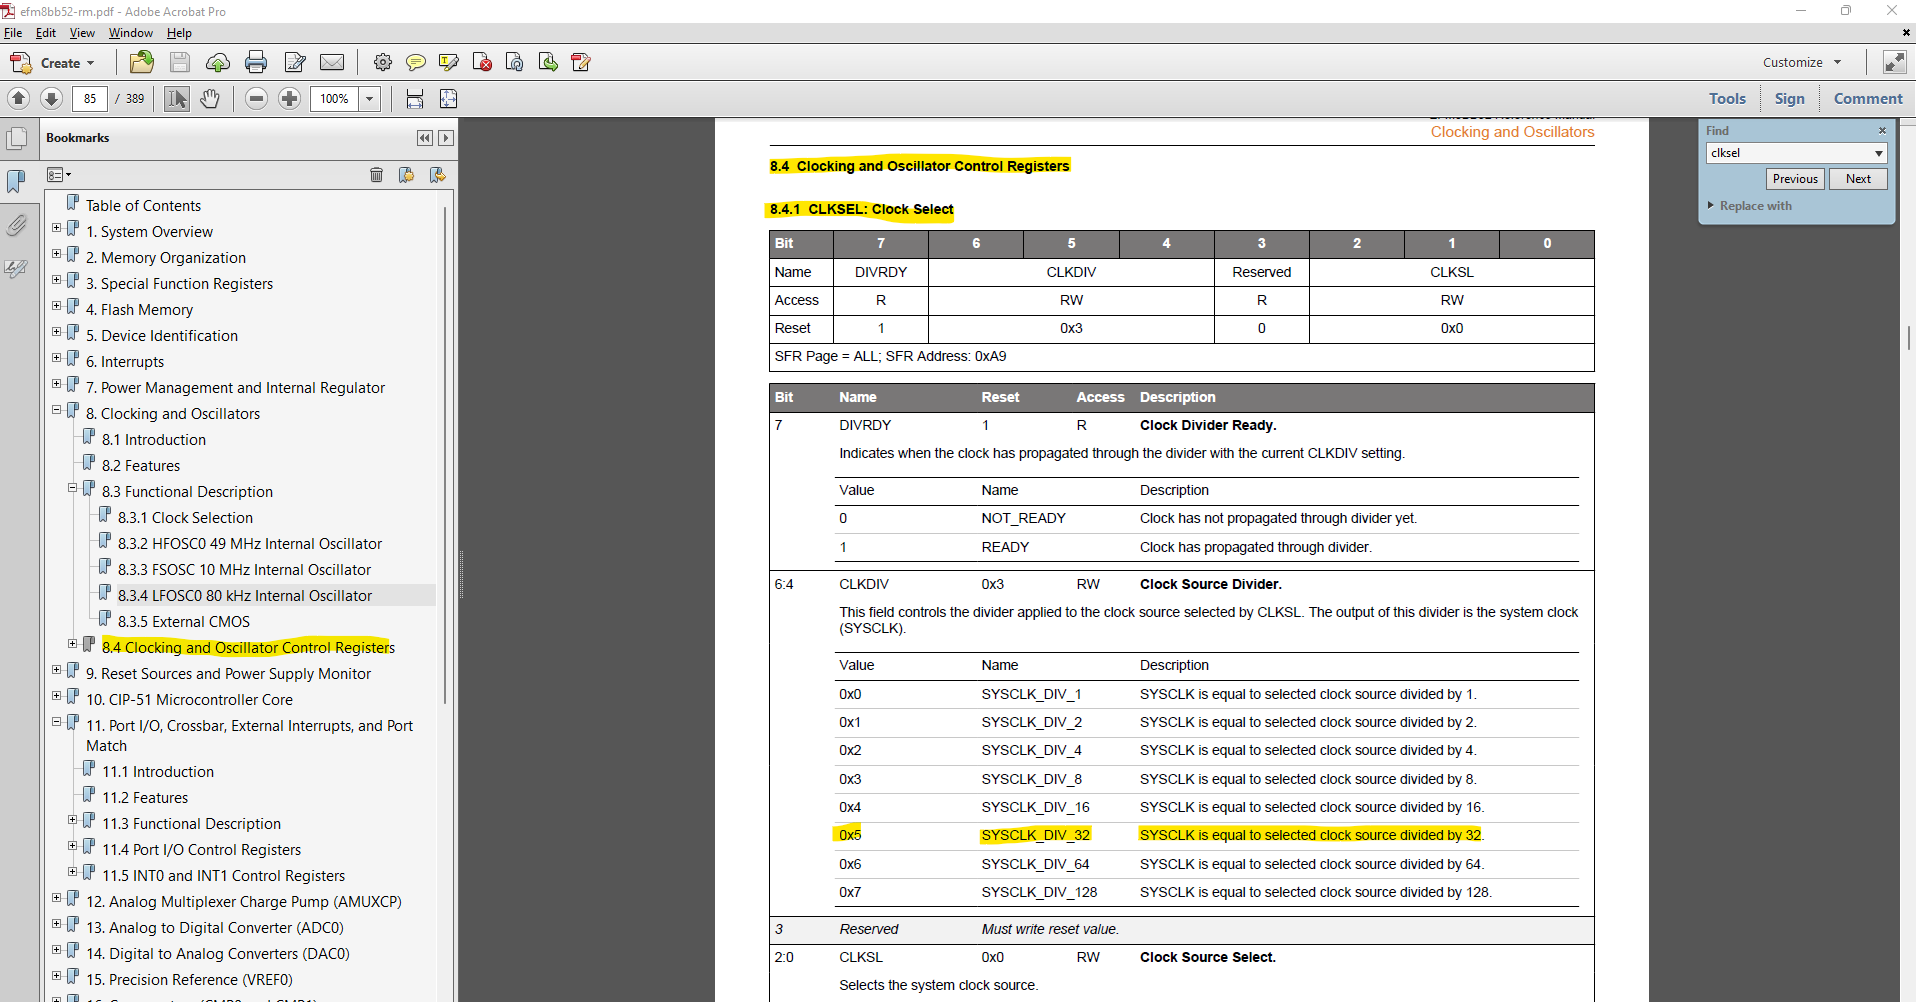 efm8bb52-rm.pdf - Adobe Acrobat Pro
File Edit View Window Help
Create
Customize
85 / 389
100%
Tools Sign Comment
Bookmarks
Table of Contents
1. System Overview
2. Memory Organization
3. Special Function Registers
4. Flash Memory
5. Device Identification
6. Interrupts
7. Power Management and Internal Regulator
8. Clocking and Oscillators
8.1 Introduction
8.2 Features
8.3 Functional Description
8.3.1 Clock Selection
8.3.2 HFOSC0 49 MHz Internal Oscillator
8.3.3 FSOSC 10 MHz Internal Oscillator
8.3.4 LFOSC0 80 kHz Internal Oscillator
8.3.5 External CMOS
8.4 Clocking and Oscillator Control Registers
9. Reset Sources and Power Supply Monitor
10. CIP-51 Microcontroller Core
11. Port I/O, Crossbar, External Interrupts, and Port
Match
11.1 Introduction
11.2 Features
11.3 Functional Description
11.4 Port I/O Control Registers
11.5 INT0 and INT1 Control Registers
12. Analog Multiplexer Charge Pump (AMUXCP)
13. Analog to Digital Converter (ADC0)
14. Digital to Analog Converters (DAC0)
15. Precision Reference (VREF0)
Clocking and Oscillators
8.4 Clocking and Oscillator Control Registers
8.4.1 CLKSEL: Clock Select
Bit 7 6 5 4 3 2 1 0
Name DIVRDY CLKDIV Reserved CLKSL
Access R RW R RW
Reset 1 0x3 0 0x0
SFR Page = ALL; SFR Address: 0xA9
Bit Name Reset Access Description
7 DIVRDY 1 R Clock Divider Ready.
Indicates when the clock has propagated through the divider with the current CLKDIV setting.
Value Name Description
0 NOT_READY Clock has not propagated through divider yet.
1 READY Clock has propagated through divider.
6:4 CLKDIV 0x3 RW Clock Source Divider.
This field controls the divider applied to the clock source selected by CLKSL. The output of this divider is the system clock
(SYSCLK).
Value Name Description
0x0 SYSCLK_DIV_1 SYSCLK is equal to selected clock source divided by 1.
0x1 SYSCLK_DIV_2 SYSCLK is equal to selected clock source divided by 2.
0x2 SYSCLK_DIV_4 SYSCLK is equal to selected clock source divided by 4.
0x3 SYSCLK_DIV_8 SYSCLK is equal to selected clock source divided by 8.
0x4 SYSCLK_DIV_16 SYSCLK is equal to selected clock source divided by 16.
0x5 SYSCLK_DIV_32 SYSCLK is equal to selected clock source divided by 32.
0x6 SYSCLK_DIV_64 SYSCLK is equal to selected clock source divided by 64.
0x7 SYSCLK_DIV_128 SYSCLK is equal to selected clock source divided by 128.
3 Reserved Must write reset value.
2:0 CLKSL 0x0 RW Clock Source Select.
Selects the system clock source.
Find
clksel
Previous Next
Replace with